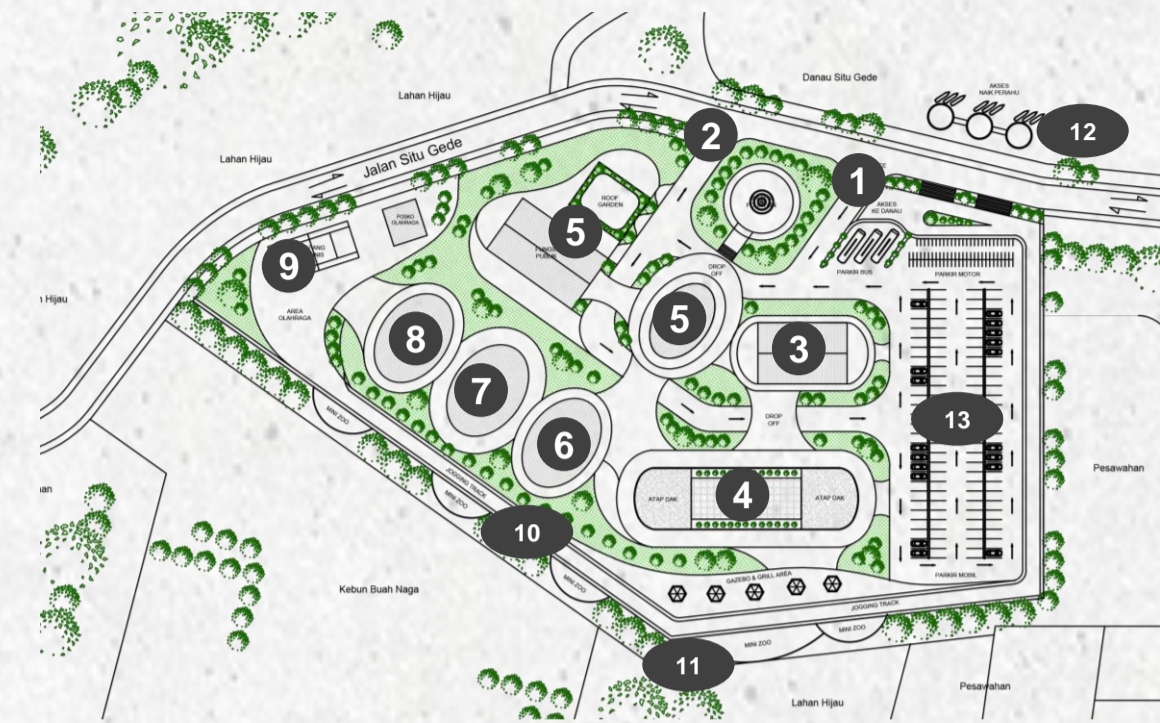 Danau Situ Gede
AKSES
NAIK PERAHU
Lahan Hijau
12
2
Jalan Situ Gede
Lahan Hijau
1
AKSES
KE DANAU
ROOF
GARDEN
POSKO
OLAHRAGA
5
PUBLIK
9
DROP
OFF
PARKIR BUS
PARKIR MOTOR
Hijau
AREA
OLAHRAGA
5
8
3
7
MINI ZOO
DROP
OFF
13
6
Pesawahan
JOGGING TRACK
MINI ZOO
ATAP DAK
4
ATAP DAK
10
MINI ZOO
GAZEBO & GRILL AREA
PARKIR MOBIL
Kebun Buah Naga
JOGGING TRACK
MINI ZOO
MINI ZOO
11
Pesawahan
Lahan Hijau